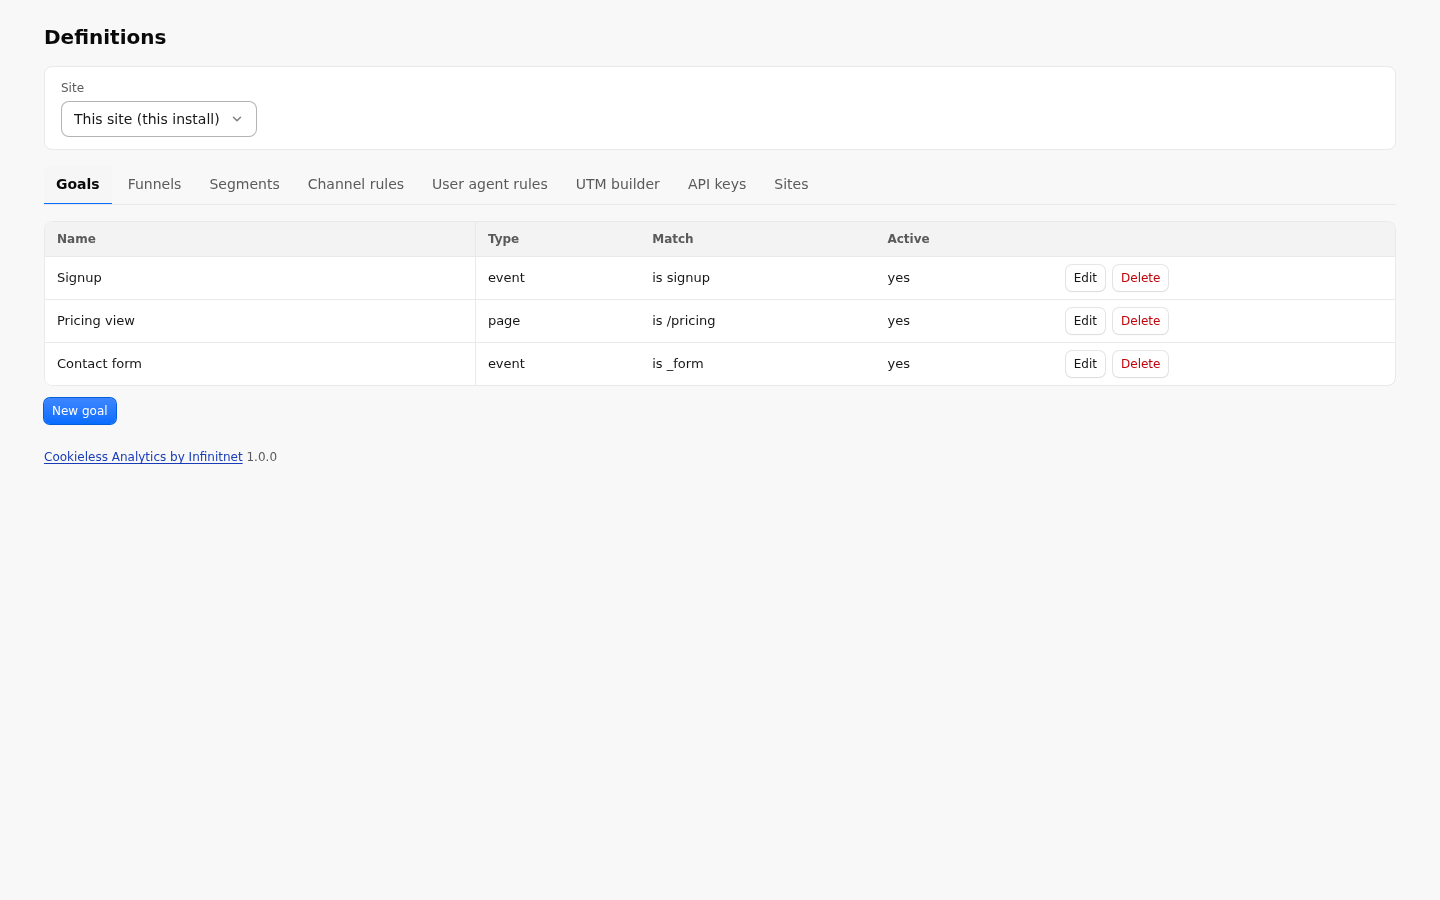 Definitions
Site
This site (this install)
Goals Funnels Segments Channel rules User agent rules UTM builder API keys Sites
Name Type Match Active
Signup event is signup yes Edit Delete
Pricing view page is /pricing yes Edit Delete
Contact form event is _form yes Edit Delete
New goal
Cookieless Analytics by Infinitnet 1.0.0